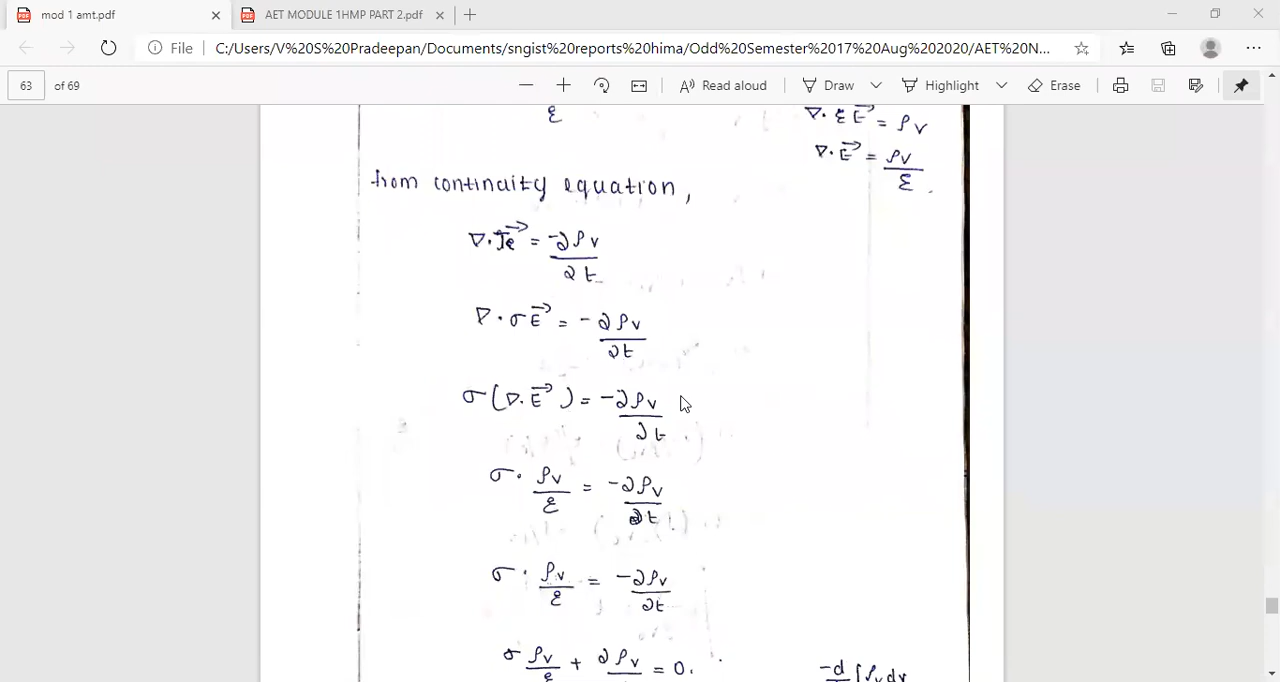 mod 1 amt.pdf
AET MODULE 1HMP PART 2.pdf
File
C:/Users/V%20S%20Pradeepan/Documents/sngist%20reports%20hima/Odd%20Semester%2017%20Aug%202020/AET%20N...
63 of 69
Read aloud
Draw
Highlight
Erase
ε
∇·εE⃗ = ρv
∇·E⃗ = ρv/ε.
from continuity equation,
∇·Je⃗ = -∂ρv/∂t
∇·σE⃗ = -∂ρv/∂t
σ(∇·E⃗) = -∂ρv/∂t
σ·ρv/ε = -∂ρv/∂t
σ·ρv/ε = -∂ρv/∂t
σρv/ε + ∂ρv = 0.
-d ∫ρv dv